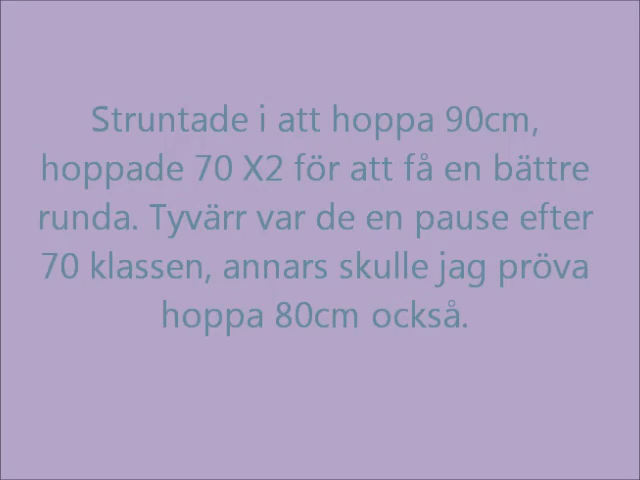 Struntade i att hoppa 90cm,
hoppade 70 X2 för att få en bättre
runda. Tyvärr var de en pause efter
70 klassen, annars skulle jag pröva
hoppa 80cm också.